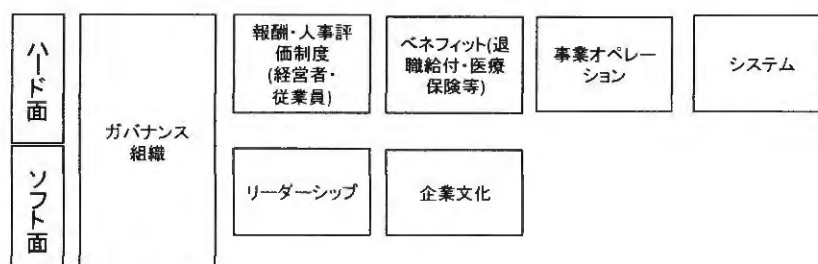 ハード面
ガバナンス
組織
報酬・人事評
価制度
(経営者・
従業員)
ベネフィット(退
職給付・医療
保険等)
事業オペレー
ション
システム
ソフト面
リーダーシップ
企業文化